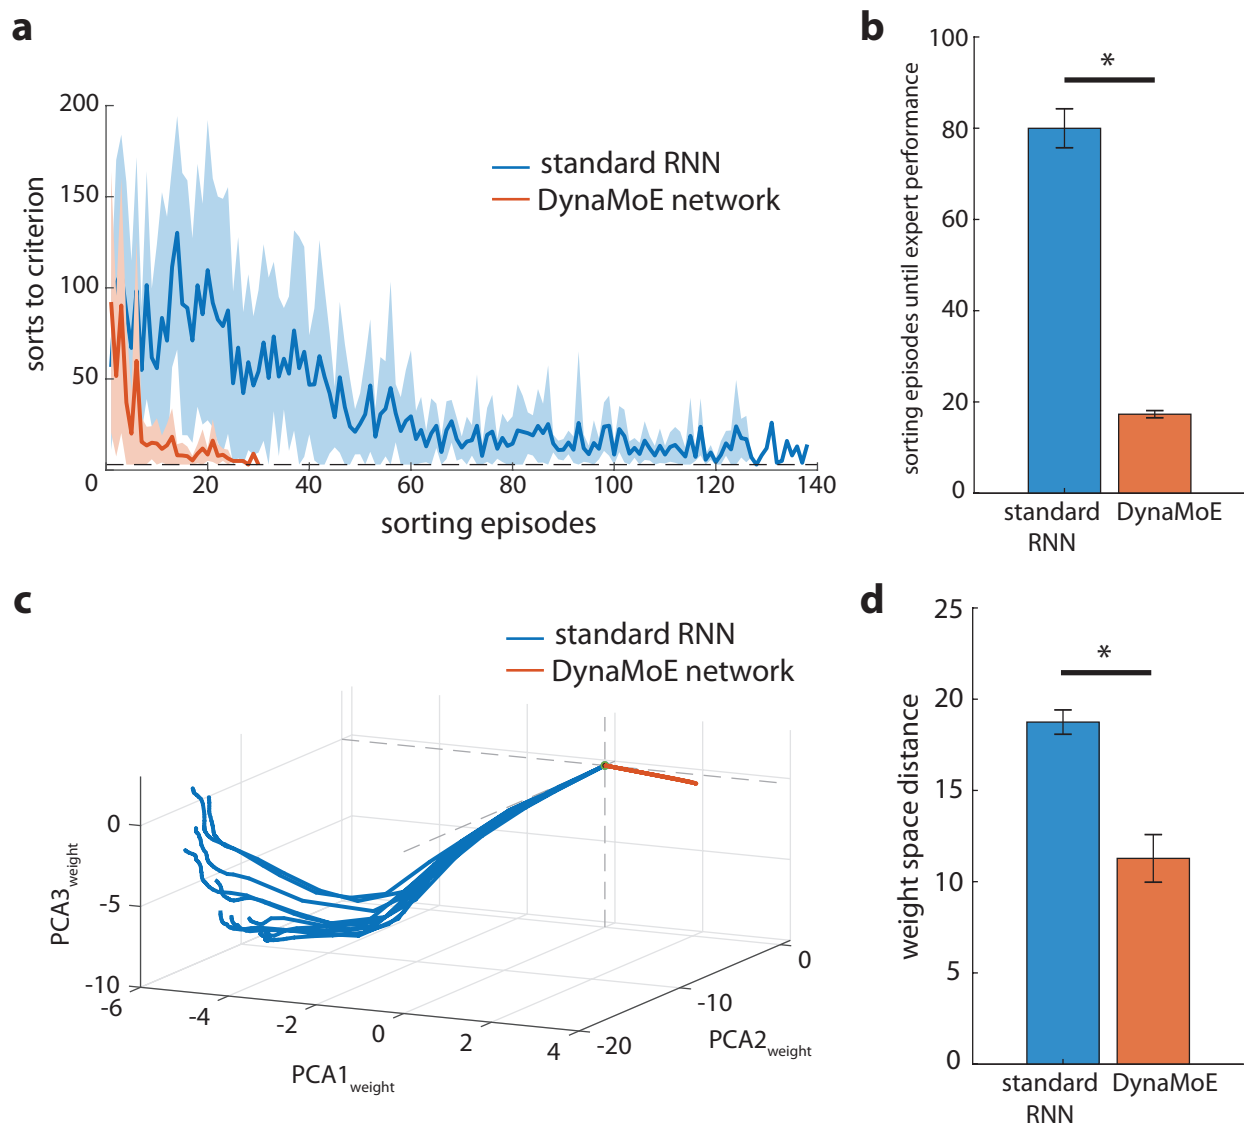 a
sorts to criterion
200
150
100
50
0
0
20
40
60
80
100
120
140
sorting episodes
standard RNN
DynaMoE network
b
sorting episodes until expert performance
100
80
60
40
20
0
*
standard
RNN
DynaMoE
c
standard RNN
DynaMoE network
PCA3weight
0
-5
-10
-6
-4
-2
0
2
4
PCA1weight
-20
-10
0
PCA2weight
d
weight space distance
25
20
15
10
5
0
*
standard
RNN
DynaMoE